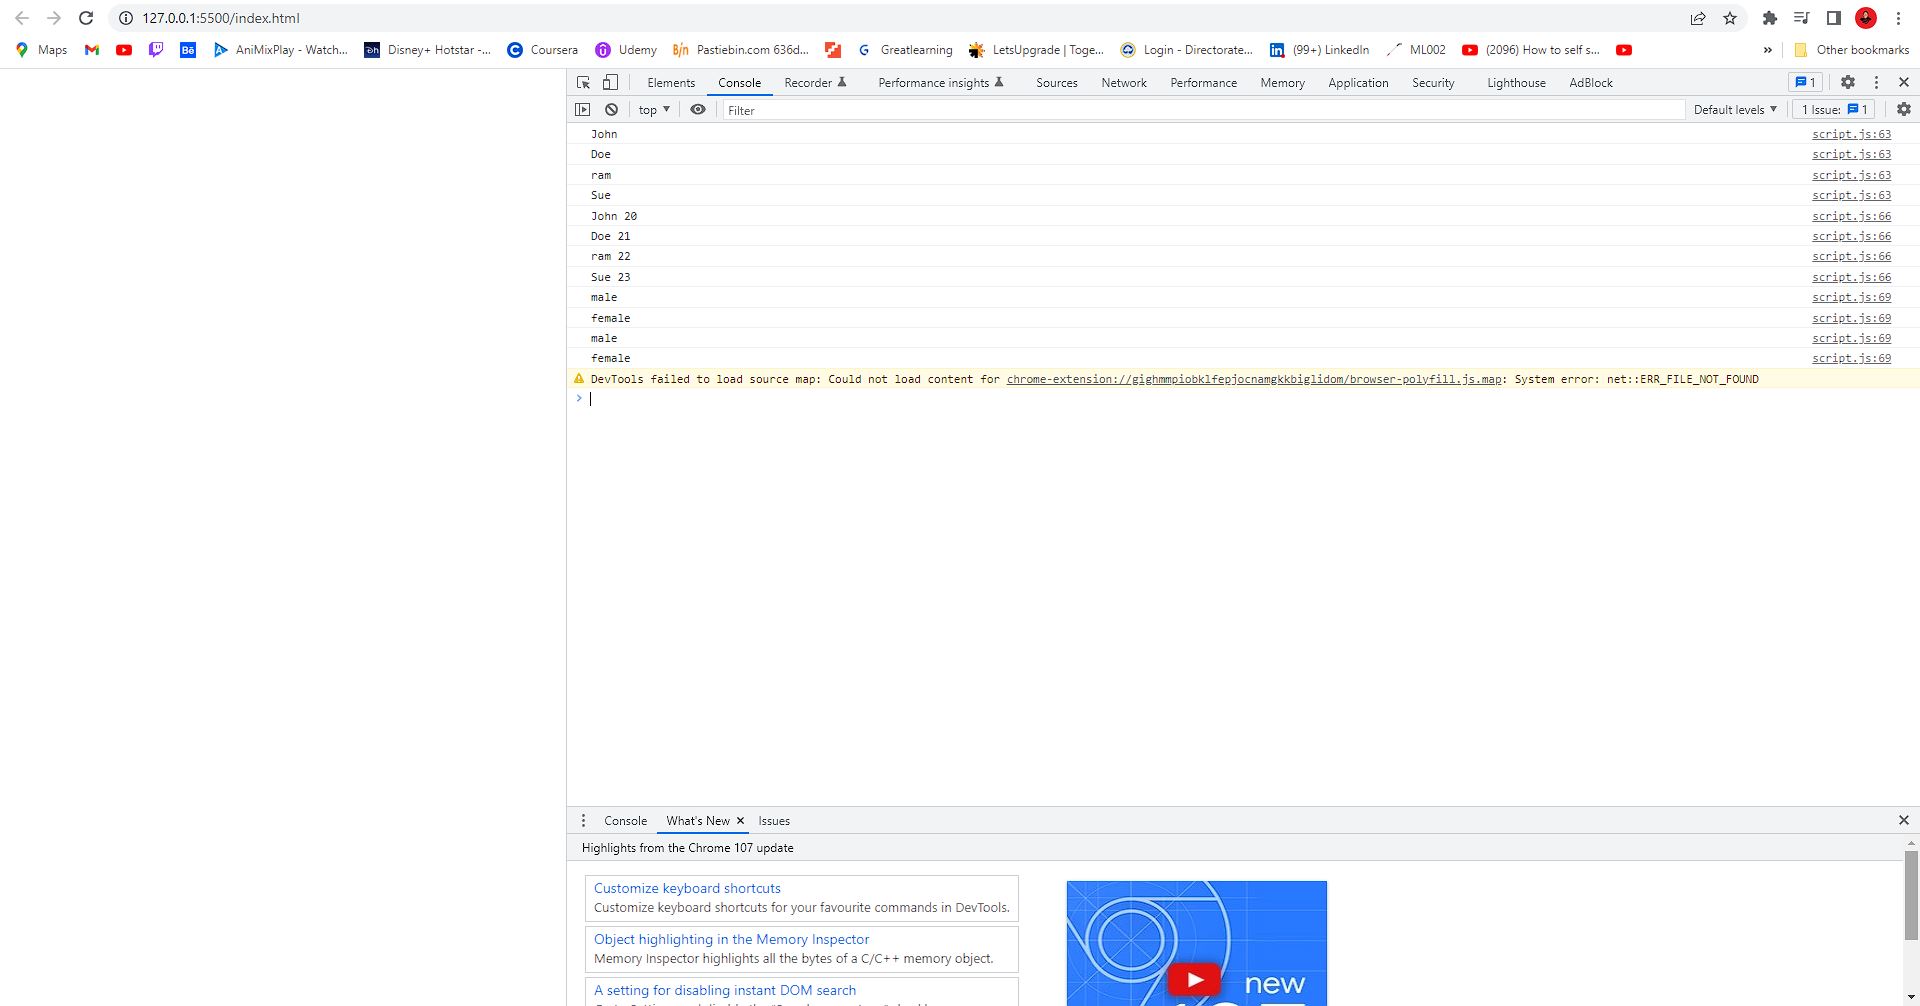 127.0.0.1:5500/index.html
Maps AniMixPlay - Watch... Disney+ Hotstar -... Coursera Udemy Pastiebin.com 636d... Greatlearning LetsUpgrade | Toge... Login - Directorate... (99+) LinkedIn ML002 (2096) How to self s... » Other bookmarks
Elements Console Recorder Performance insights Sources Network Performance Memory Application Security Lighthouse AdBlock 1
top Filter Default levels 1 Issue: 1
John script.js:63
Doe script.js:63
ram script.js:63
Sue script.js:63
John 20 script.js:66
Doe 21 script.js:66
ram 22 script.js:66
Sue 23 script.js:66
male script.js:69
female script.js:69
male script.js:69
female script.js:69
DevTools failed to load source map: Could not load content for chrome-extension://gighmmpiobklfepjocnamgkkbiglidom/browser-polyfill.js.map: System error: net::ERR_FILE_NOT_FOUND
Console What's New Issues
Highlights from the Chrome 107 update
Customize keyboard shortcuts
Customize keyboard shortcuts for your favourite commands in DevTools.
Object highlighting in the Memory Inspector
Memory Inspector highlights all the bytes of a C/C++ memory object.
new
A setting for disabling instant DOM search